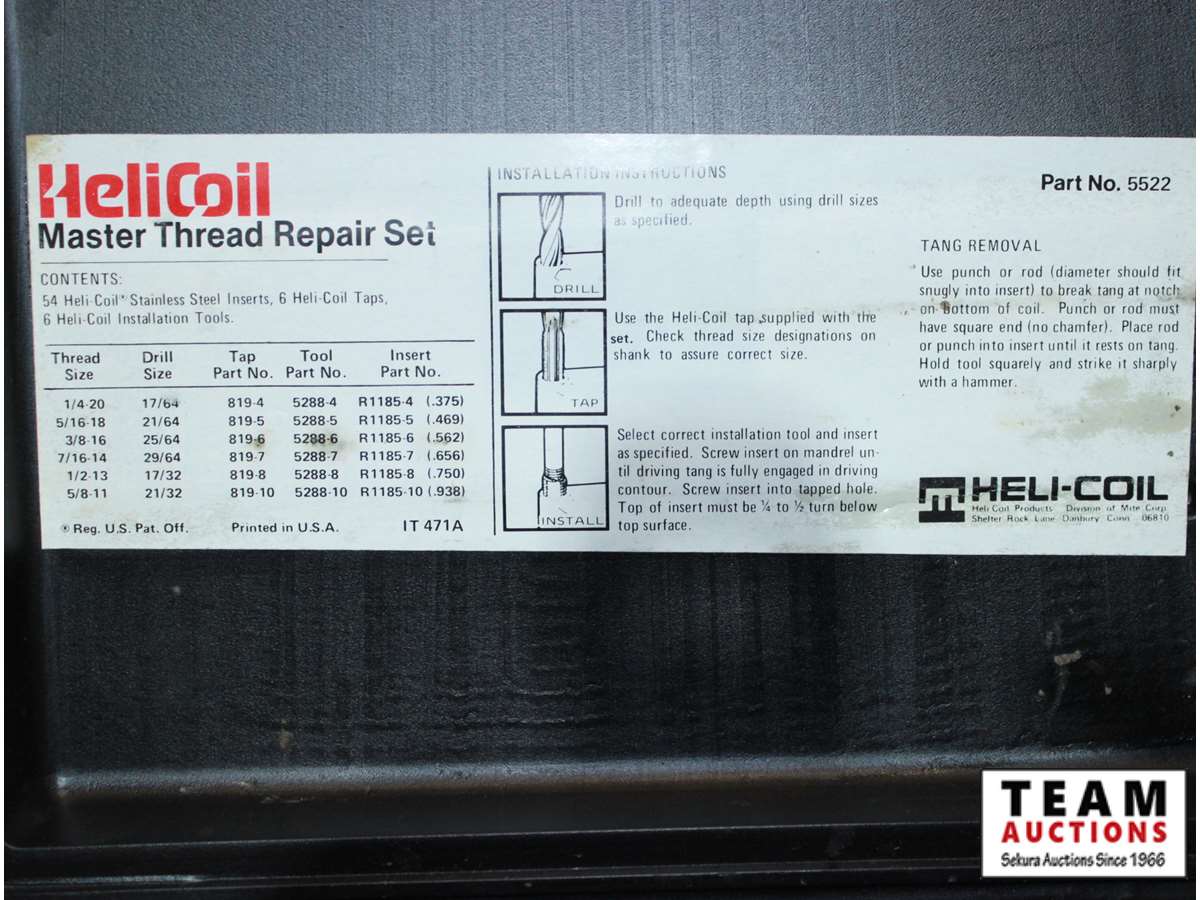 HeliCoil
Master Thread Repair Set
CONTENTS:
54 Heli-Coil® Stainless Steel Inserts, 6 Heli-Coil Taps,
6 Heli-Coil Installation Tools.
Thread Size Drill Size Tap Part No. Tool Part No. Insert Part No.
1/4-20 17/64 819-4 5288-4 R1185-4 (.375)
5/16-18 21/64 819-5 5288-5 R1185-5 (.469)
3/8-16 25/64 819-6 5288-6 R1185-6 (.562)
7/16-14 29/64 819-7 5288-7 R1185-7 (.656)
1/2-13 17/32 819-8 5288-8 R1185-8 (.750)
5/8-11 21/32 819-10 5288-10 R1185-10 (.938)
® Reg. U.S. Pat. Off. Printed in U.S.A. IT 471A
INSTALLATION INSTRUCTIONS
DRILL
Drill to adequate depth using drill sizes
as specified.
TAP
Use the Heli-Coil tap supplied with the
set. Check thread size designations on
shank to assure correct size.
INSTALL
Select correct installation tool and insert
as specified. Screw insert on mandrel un-
til driving tang is fully engaged in driving
contour. Screw insert into tapped hole.
Top of insert must be ¼ to ½ turn below
top surface.
Part No. 5522
TANG REMOVAL
Use punch or rod (diameter should fit
snugly into insert) to break tang at notch
on bottom of coil. Punch or rod must
have square end (no chamfer). Place rod
or punch into insert until it rests on tang.
Hold tool squarely and strike it sharply
with a hammer.
HELI-COIL
Heli-Coil Products Division of Mite Corp.
Shelter Rock Lane Danbury Conn. 06810
TEAM
AUCTIONS
Sekura Auctions Since 1966